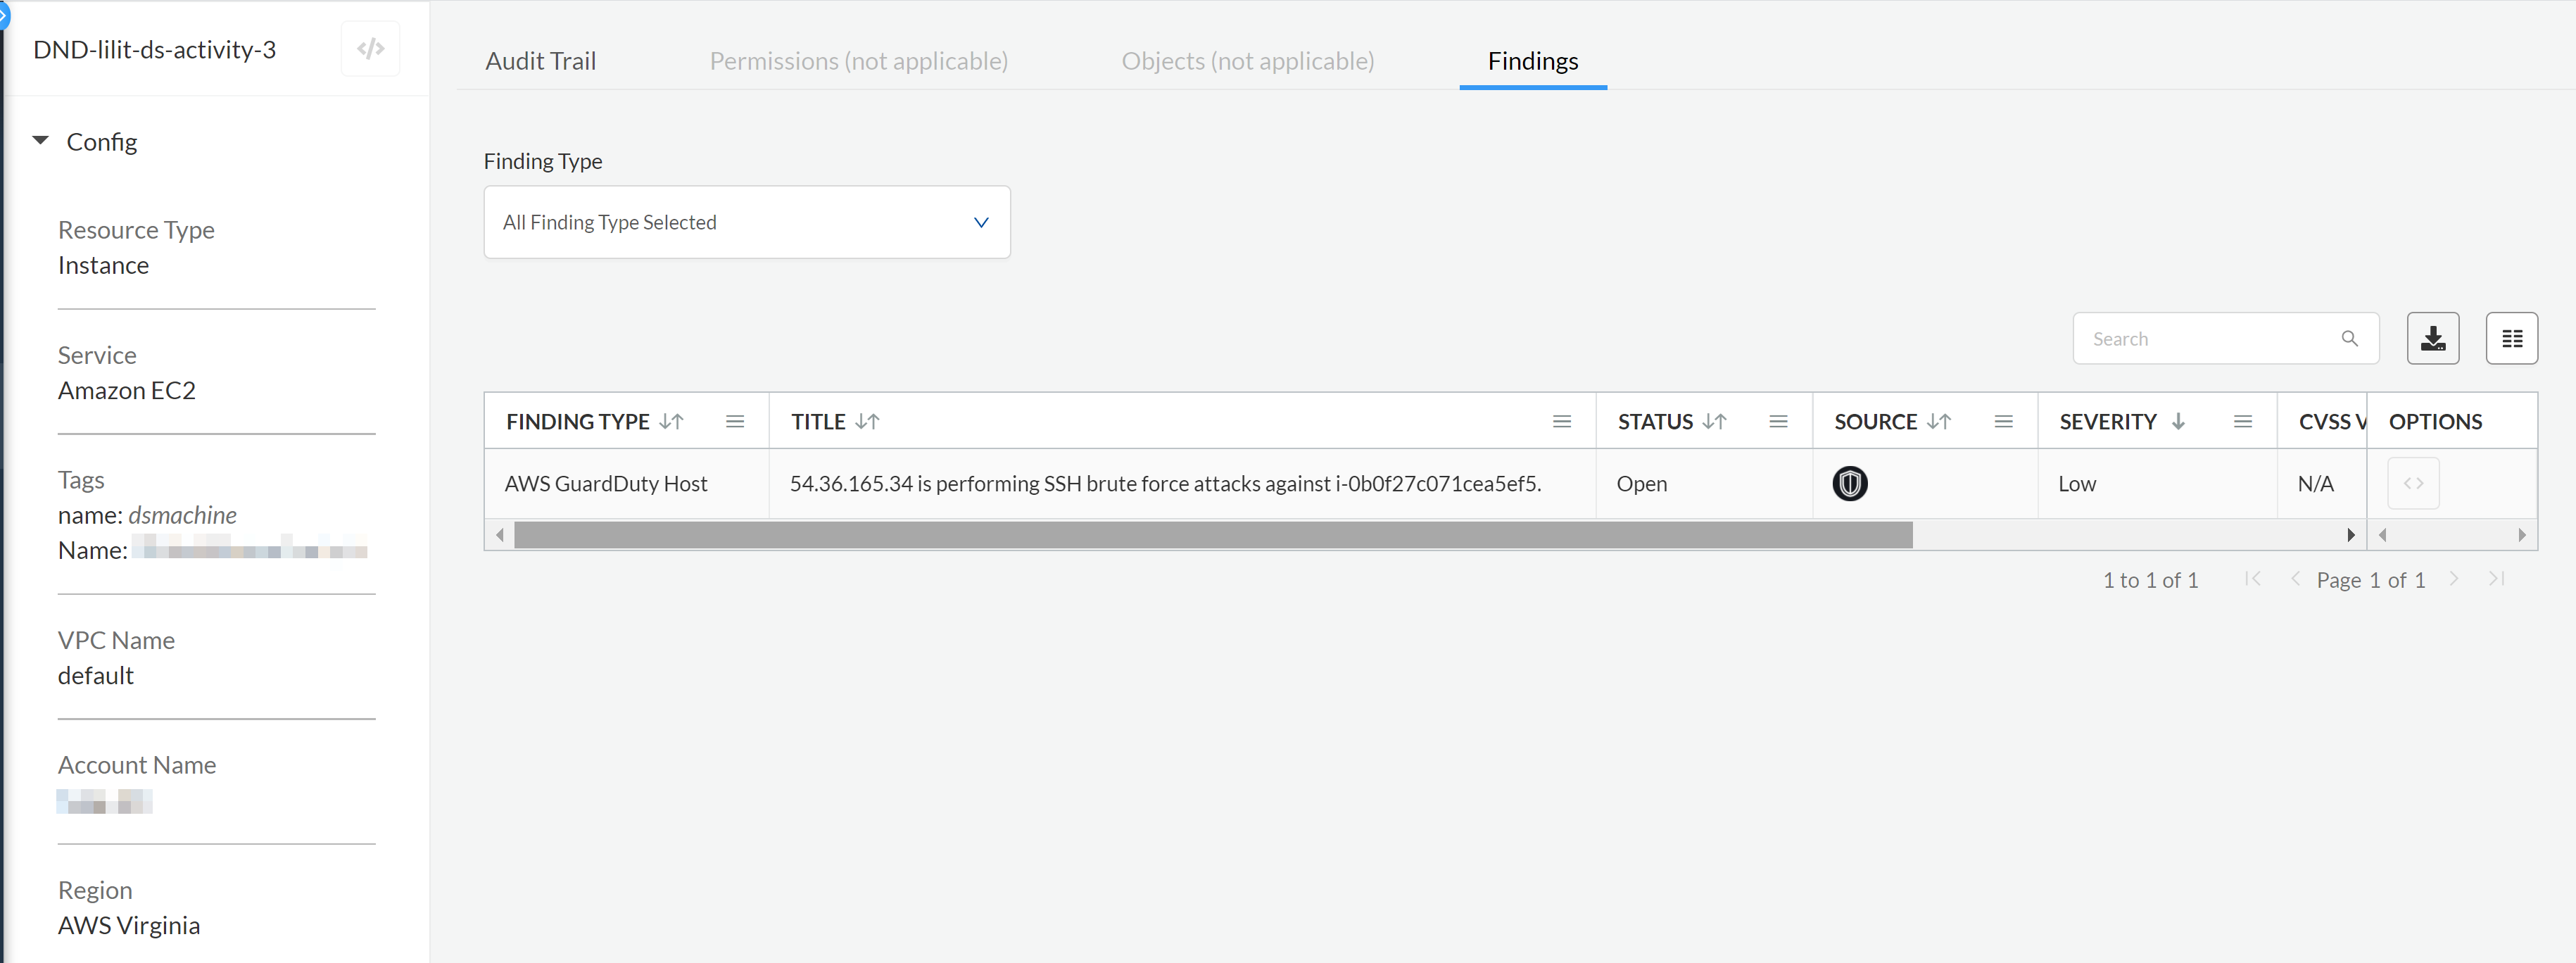 DND-lilit-ds-activity-3
Config
Resource Type
Instance
Service
Amazon EC2
Tags
name: dsmachine
Name:
VPC Name
default
Account Name
Region
AWS Virginia
Audit Trail
Permissions (not applicable)
Objects (not applicable)
Findings
Finding Type
All Finding Type Selected
Search
FINDING TYPE TITLE STATUS SOURCE SEVERITY CVSS V OPTIONS
AWS GuardDuty Host 54.36.165.34 is performing SSH brute force attacks against i-0b0f27c071cea5ef5. Open Low N/A
1 to 1 of 1 Page 1 of 1